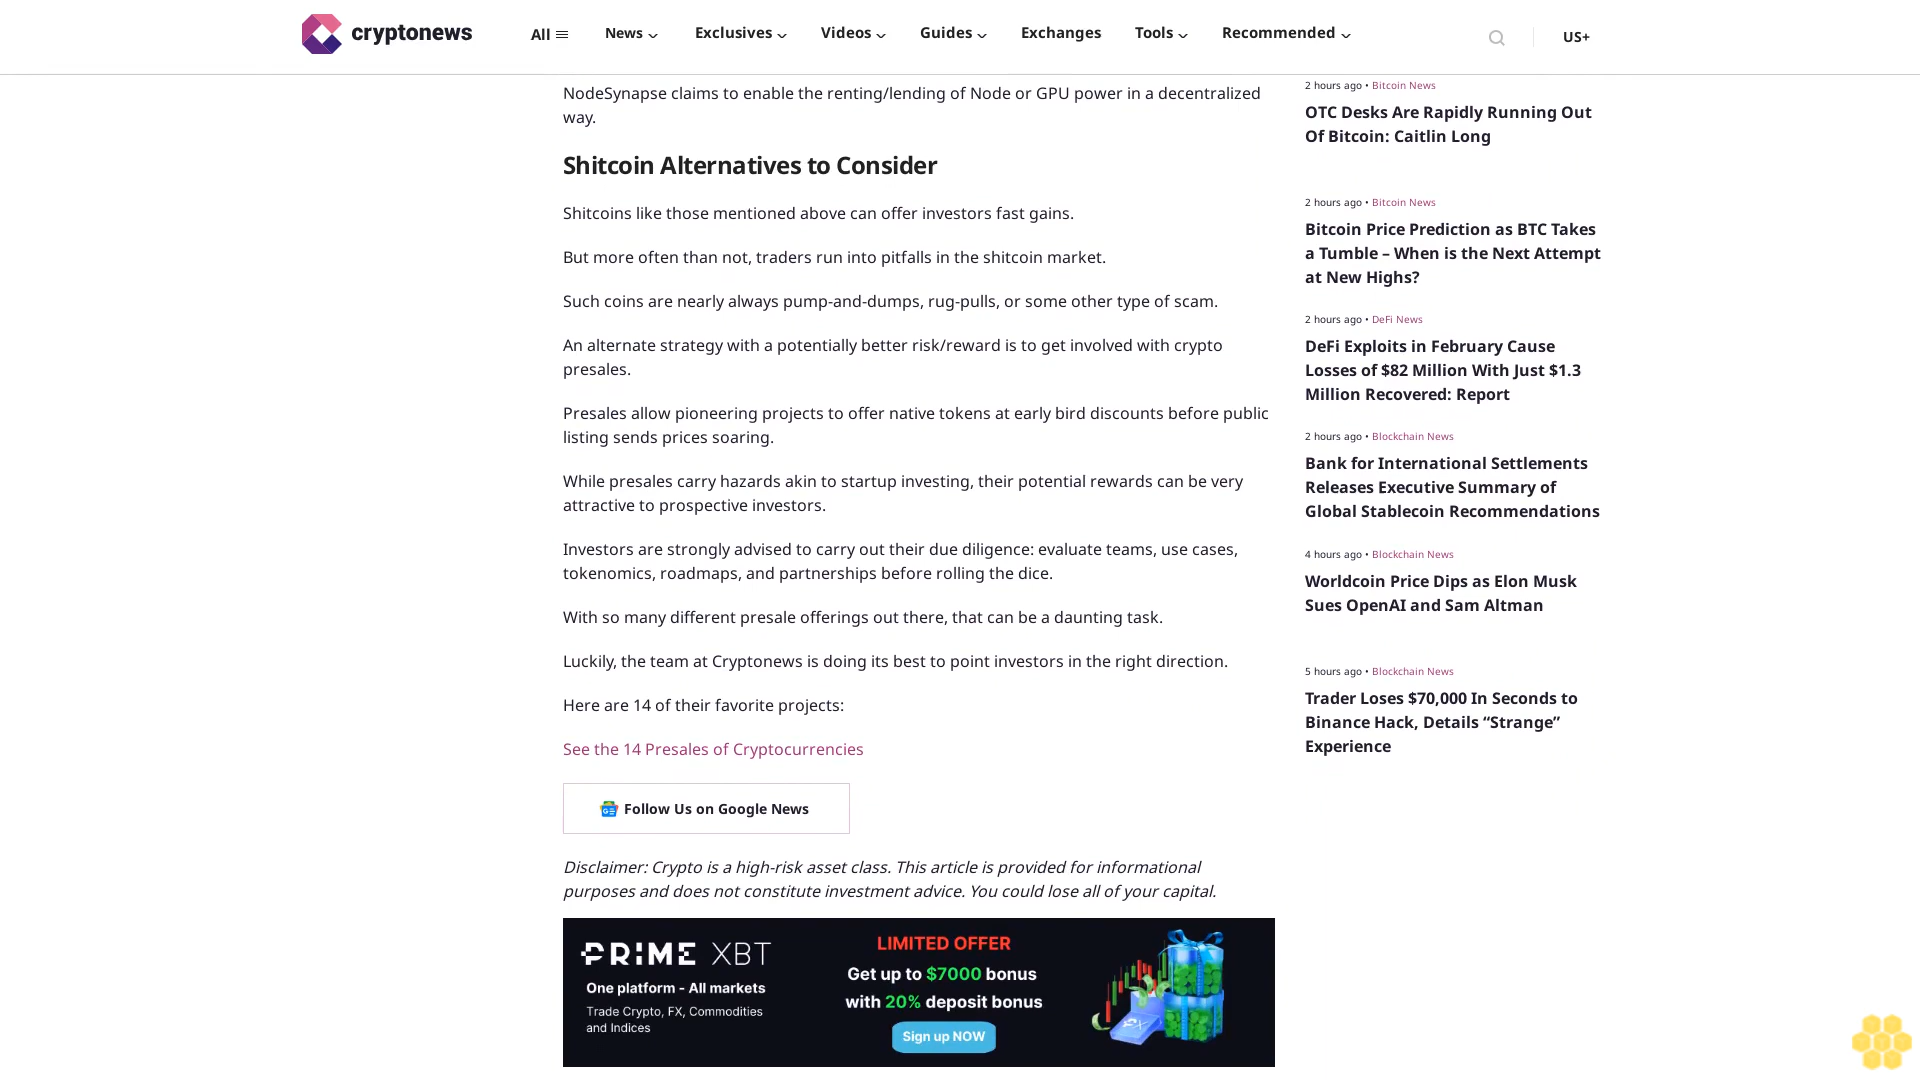 cryptonews
All
News
Exclusives
Videos
Guides
Exchanges
Tools
Recommended
US+
NodeSynapse claims to enable the renting/lending of Node or GPU power in a decentralized
way.
Shitcoin Alternatives to Consider
Shitcoins like those mentioned above can offer investors fast gains.
But more often than not, traders run into pitfalls in the shitcoin market.
Such coins are nearly always pump-and-dumps, rug-pulls, or some other type of scam.
An alternate strategy with a potentially better risk/reward is to get involved with crypto
presales.
Presales allow pioneering projects to offer native tokens at early bird discounts before public
listing sends prices soaring.
While presales carry hazards akin to startup investing, their potential rewards can be very
attractive to prospective investors.
Investors are strongly advised to carry out their due diligence: evaluate teams, use cases,
tokenomics, roadmaps, and partnerships before rolling the dice.
With so many different presale offerings out there, that can be a daunting task.
Luckily, the team at Cryptonews is doing its best to point investors in the right direction.
Here are 14 of their favorite projects:
See the 14 Presales of Cryptocurrencies
Follow Us on Google News
Disclaimer: Crypto is a high-risk asset class. This article is provided for informational
purposes and does not constitute investment advice. You could lose all of your capital.
PRIME XBT
One platform - All markets
Trade Crypto, FX, Commodities
and Indices
LIMITED OFFER
Get up to $7000 bonus
with 20% deposit bonus
Sign up NOW
2 hours ago • Bitcoin News
OTC Desks Are Rapidly Running Out
Of Bitcoin: Caitlin Long
2 hours ago • Bitcoin News
Bitcoin Price Prediction as BTC Takes
a Tumble – When is the Next Attempt
at New Highs?
2 hours ago • DeFi News
DeFi Exploits in February Cause
Losses of $82 Million With Just $1.3
Million Recovered: Report
2 hours ago • Blockchain News
Bank for International Settlements
Releases Executive Summary of
Global Stablecoin Recommendations
4 hours ago • Blockchain News
Worldcoin Price Dips as Elon Musk
Sues OpenAI and Sam Altman
5 hours ago • Blockchain News
Trader Loses $70,000 In Seconds to
Binance Hack, Details “Strange”
Experience